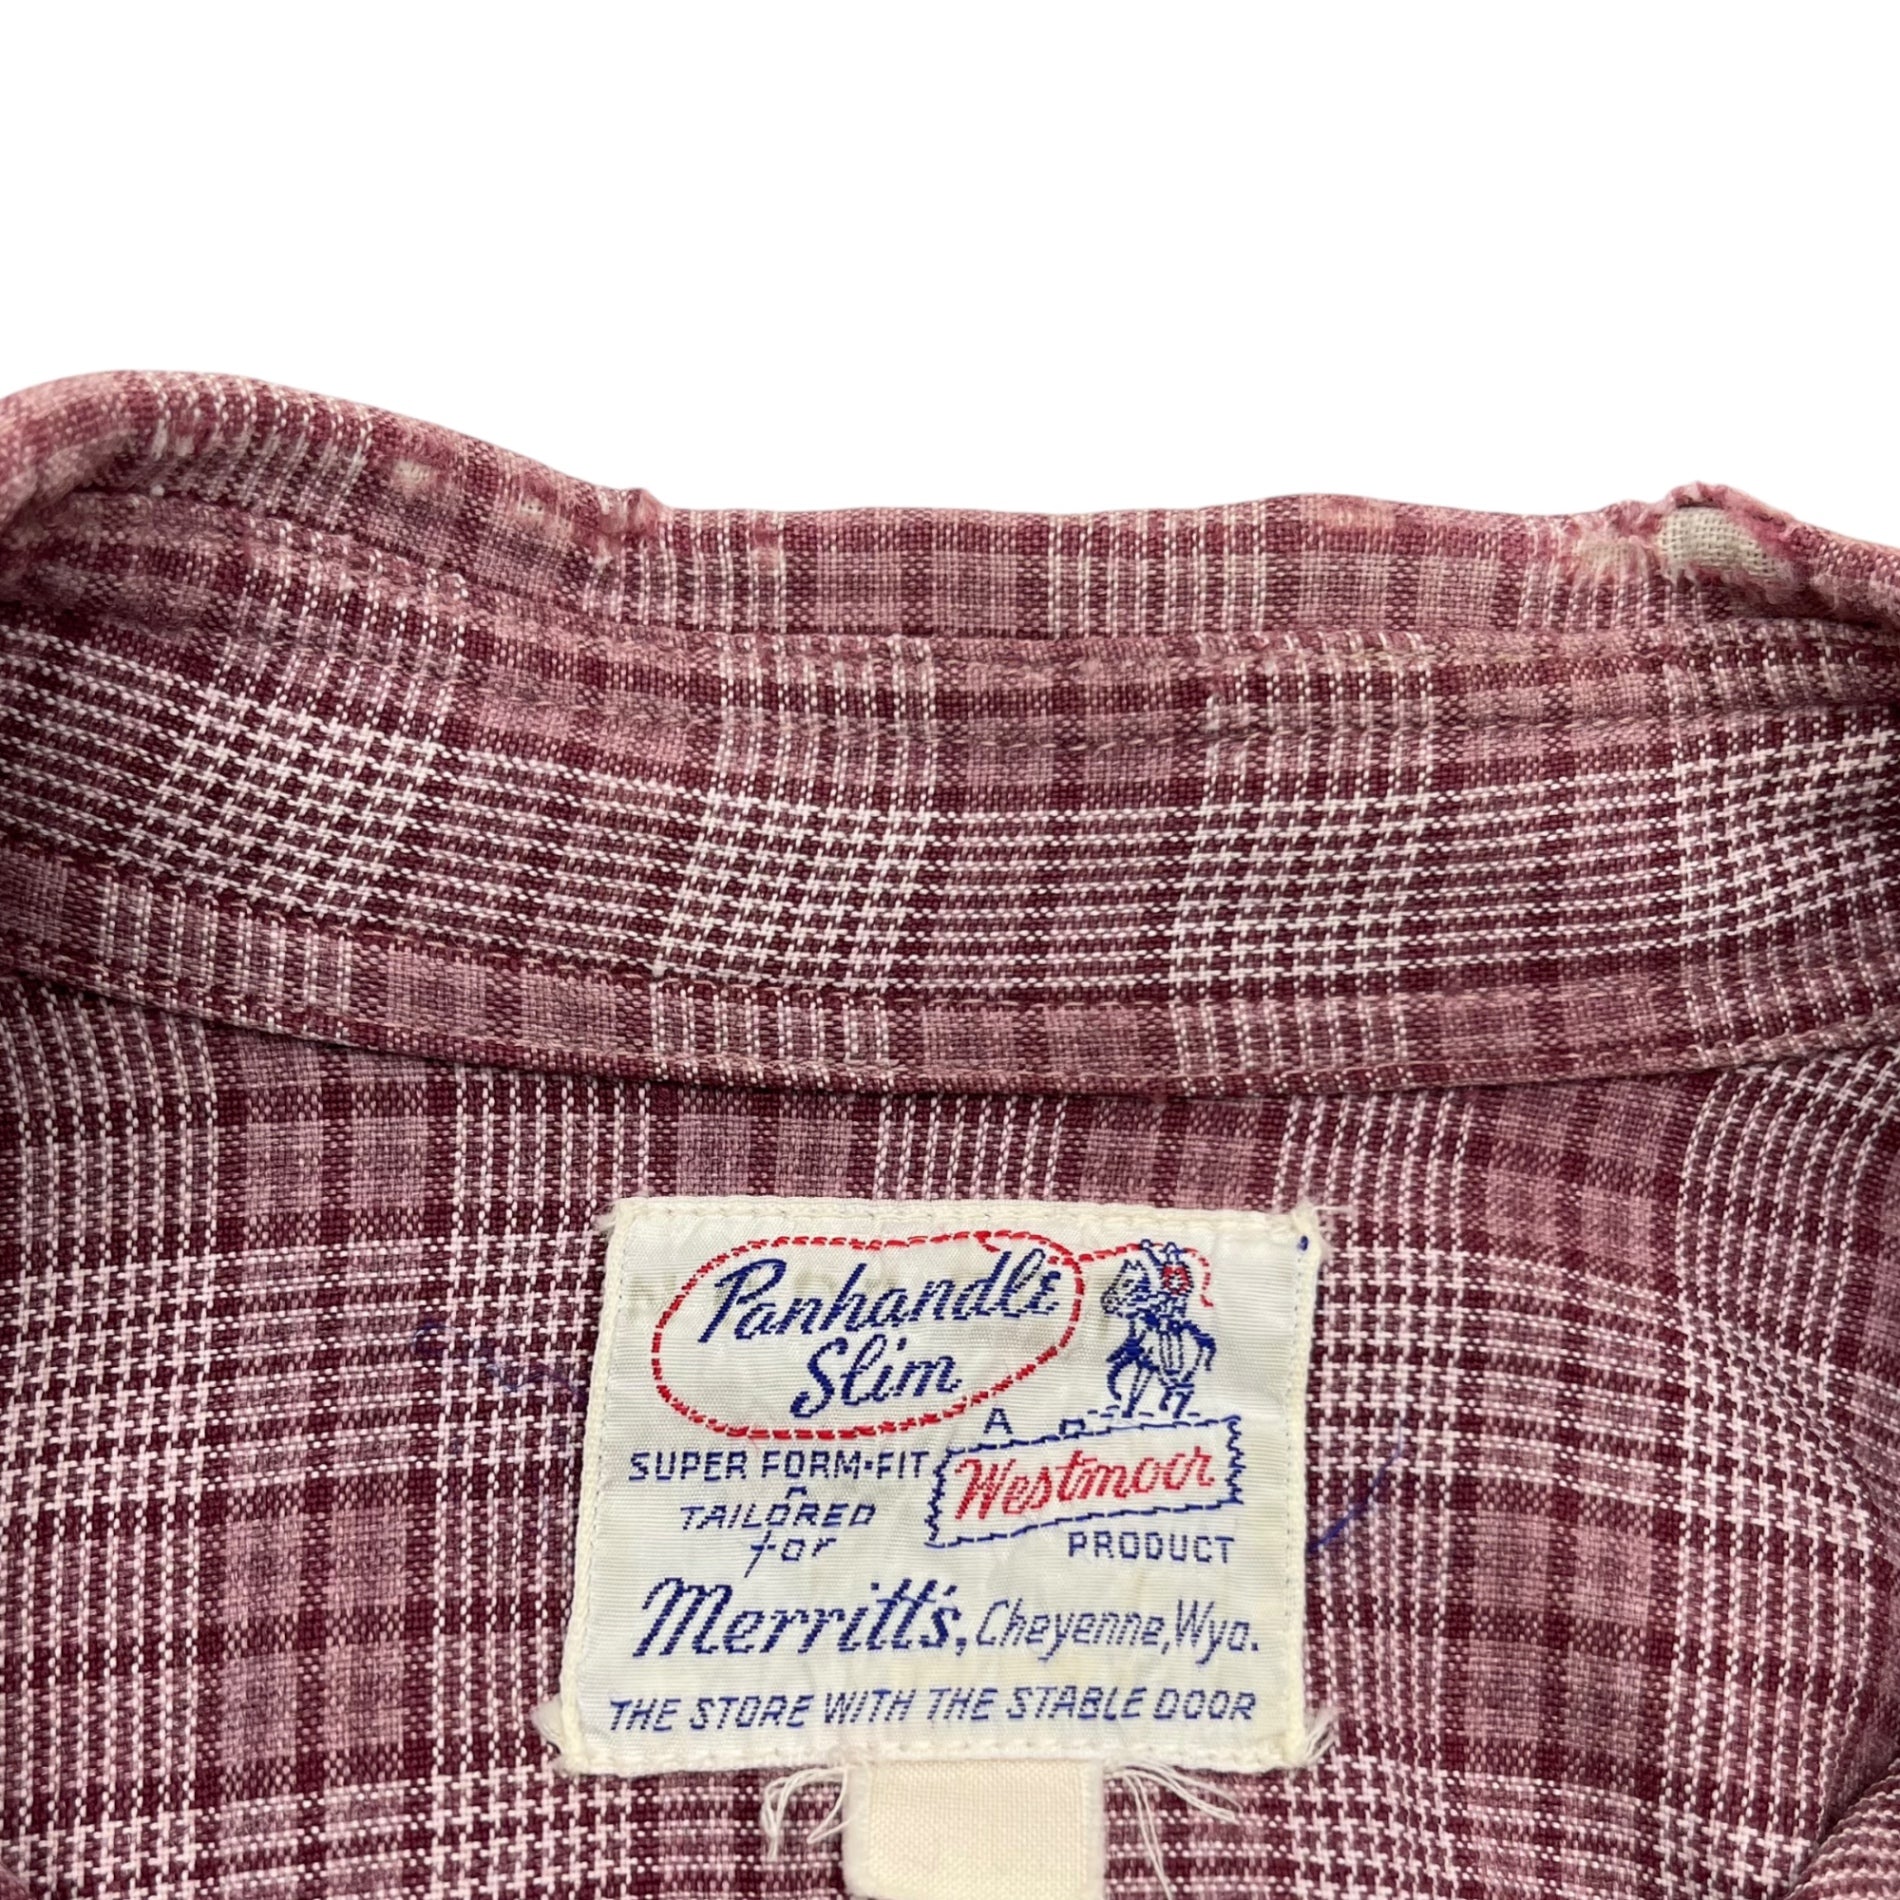 Panhandle
Slim
A
SUPER FORM-FIT
Westmoor
TAILORED
for
PRODUCT
Merritt's, Cheyenne, Wyo.
THE STORE WITH THE STABLE DOOR